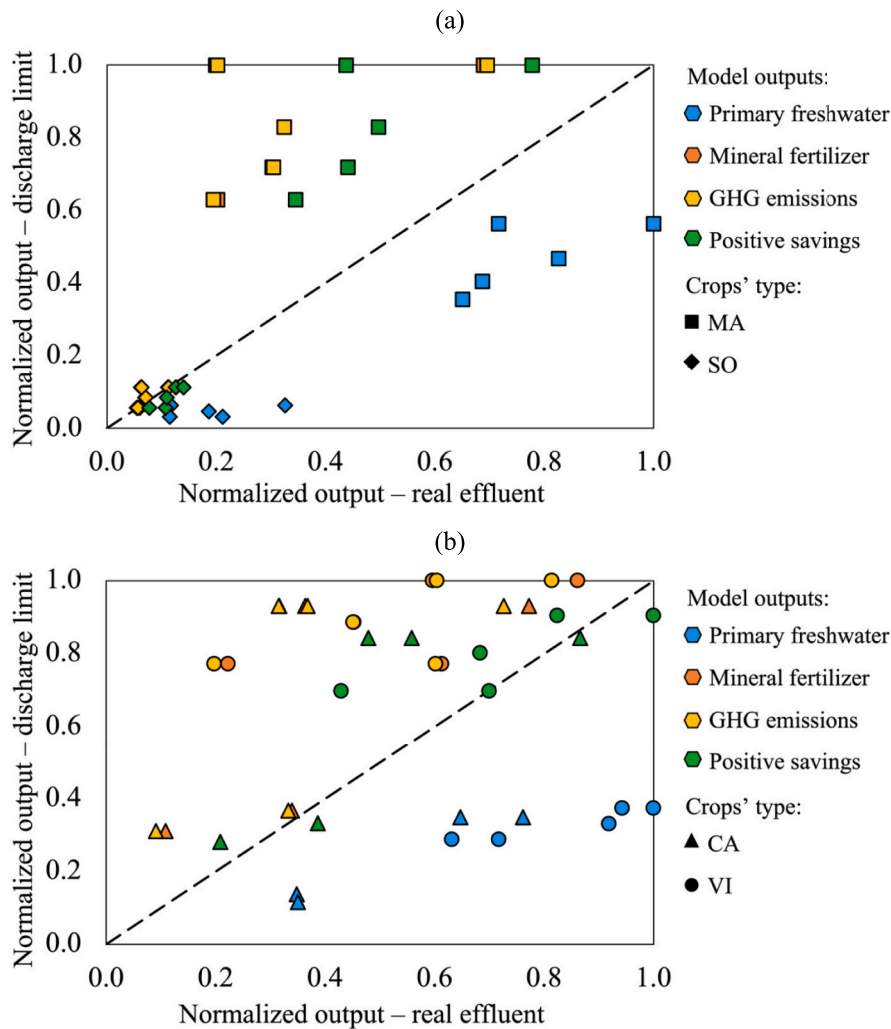 (a)
Normalized output – discharge limit
1.0
0.8
0.6
0.4
0.2
0.0
0.0 0.2 0.4 0.6 0.8 1.0
Normalized output – real effluent
Model outputs:
Primary freshwater
Mineral fertilizer
GHG emissions
Positive savings
Crops’ type:
MA
SO
(b)
Normalized output – discharge limit
1.0
0.8
0.6
0.4
0.2
0.0
0.0 0.2 0.4 0.6 0.8 1.0
Normalized output – real effluent
Model outputs:
Primary freshwater
Mineral fertilizer
GHG emissions
Positive savings
Crops’ type:
CA
VI